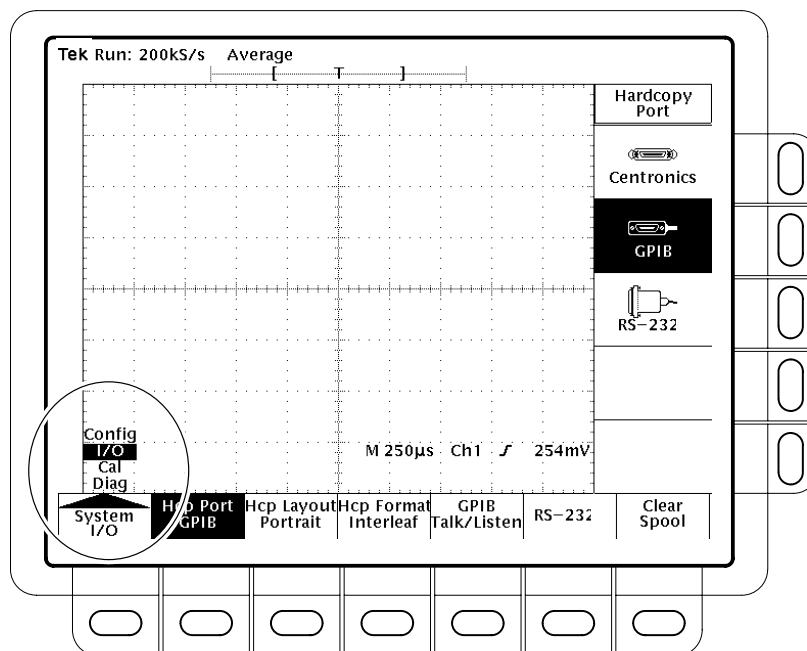 Tek Run: 200kS/s Average
[ T ]
Hardcopy
Port
Centronics
GPIB
RS-232
Config
I/O
Cal
Diag
M 250µs Ch1 254mV
System
I/O
Hcp Port
GPIB
Hcp Layout
Portrait
Hcp Format
Interleaf
GPIB
Talk/Listen
RS-232
Clear
Spool